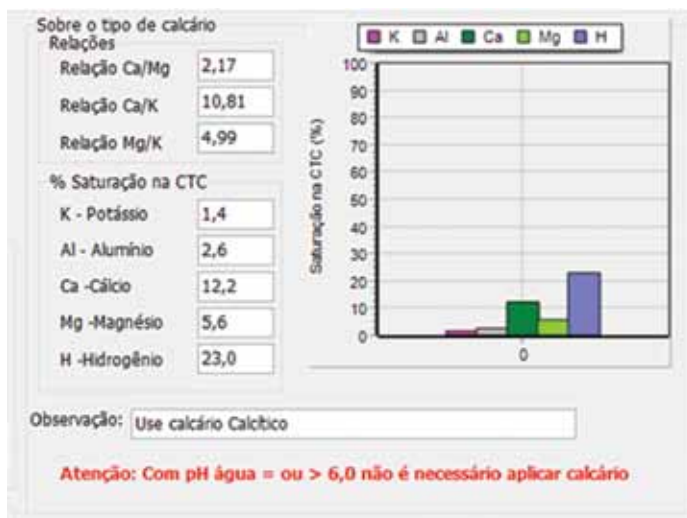 Sobre o tipo de calcário
Relações
Relação Ca/Mg 2,17
Relação Ca/K 10,81
Relação Mg/K 4,99
% Saturação na CTC
K - Potássio 1,4
Al - Alumínio 2,6
Ca -Cálcio 12,2
Mg -Magnésio 5,6
H -Hidrogênio 23,0
K Al Ca Mg H
Saturação na CTC (%)
100
90
80
70
60
50
40
30
20
10
0
0
Observação: Use calcário Calcítico
Atenção: Com pH água = ou > 6,0 não é necessário aplicar calcário